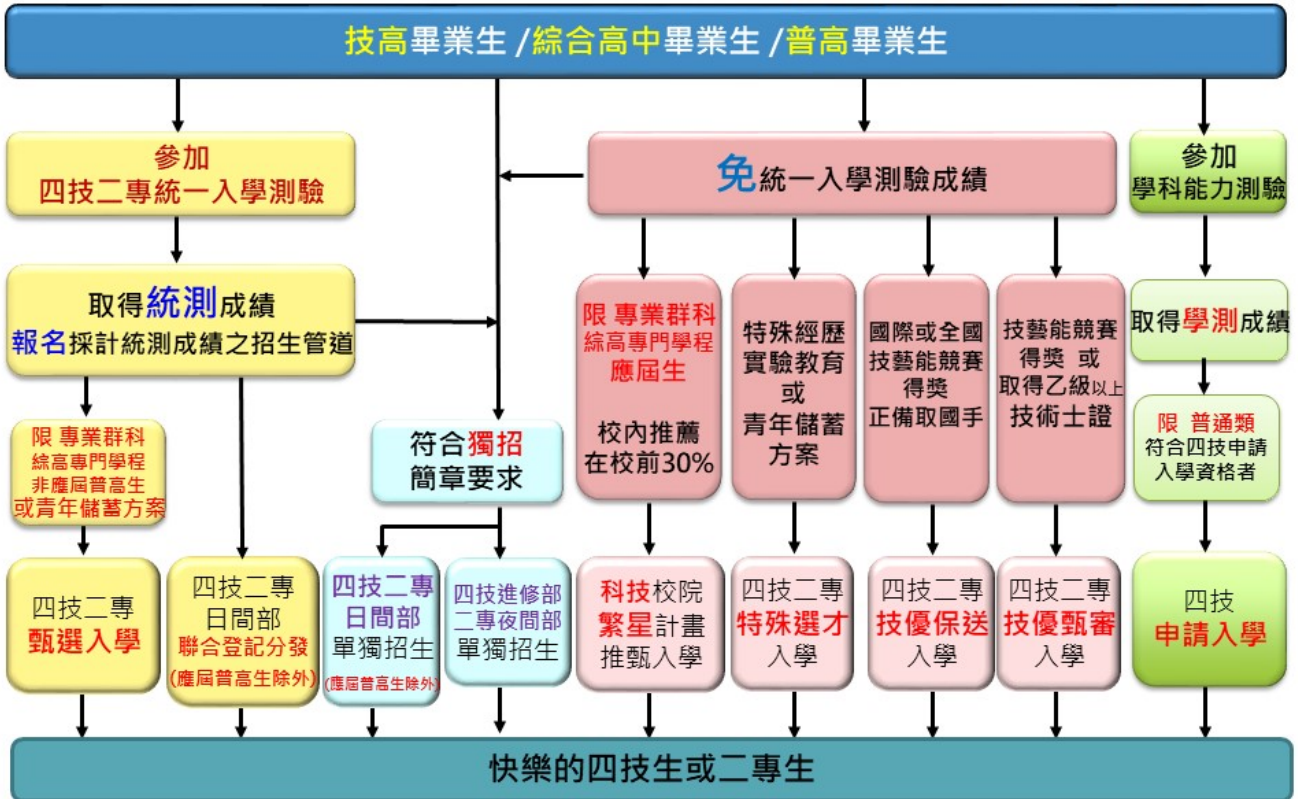 技高畢業生 /綜合高中畢業生 /普高畢業生
參加
四技二專統一入學測驗
免統一入學測驗成績
參加
學科能力測驗
取得統測成績
報名採計統測成績之招生管道
限 專業群科
綜高專門學程
應屆生
校內推薦
在校前30%
特殊經歷
實驗教育
或
青年儲蓄
方案
國際或全國
技藝能競賽
得獎
正備取國手
技藝能競賽
得獎 或
取得乙級以上
技術士證
取得學測成績
限 專業群科
綜高專門學程
非應屆普高生
或青年儲蓄方案
符合獨招
簡章要求
限 普通類
符合四技申請
入學資格者
四技二專
甄選入學
四技二專
日間部
聯合登記分發
(應屆普高生除外)
四技二專
日間部
單獨招生
(應屆普高生除外)
四技進修部
二專夜間部
單獨招生
科技校院
繁星計畫
推甄入學
四技二專
特殊選才
入學
四技二專
技優保送
入學
四技二專
技優甄審
入學
四技
申請入學
快樂的四技生或二專生